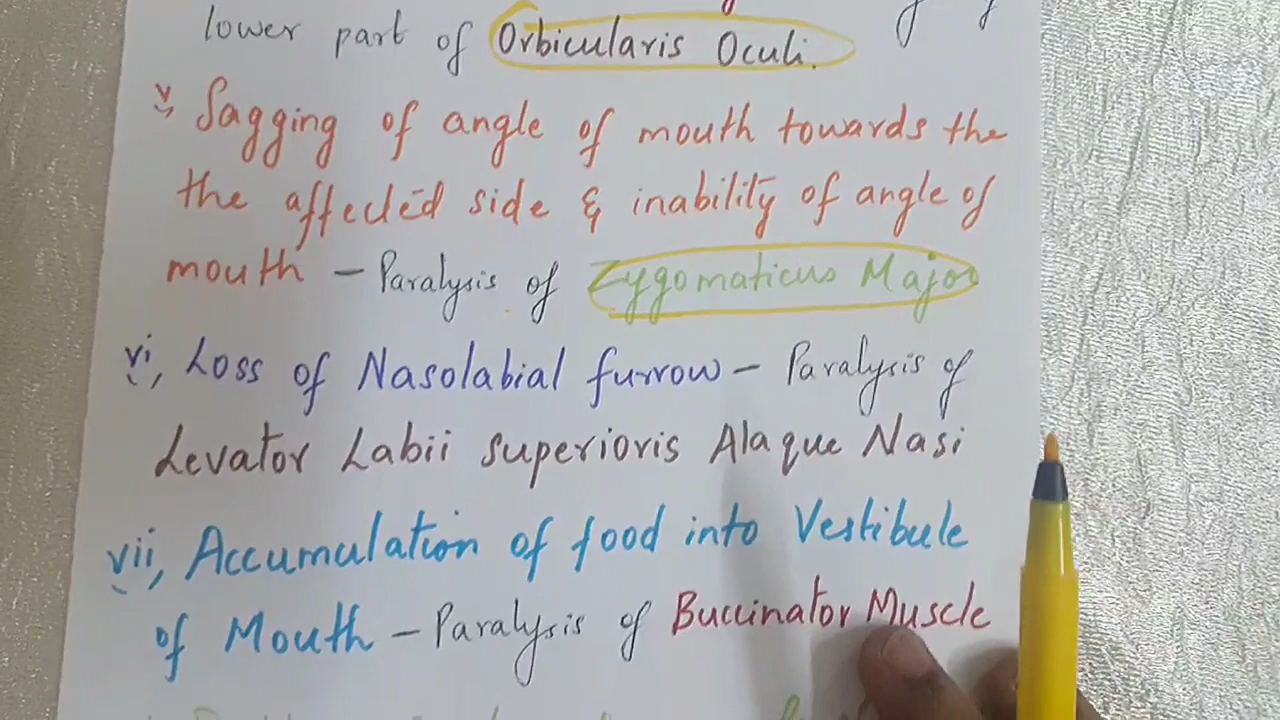 lower part of Orbicularis Oculi.
v, Sagging of angle of mouth towards the
the affected side & inability of angle of
mouth - Paralysis of Zygomaticus Major
vi, Loss of Nasolabial furrow - Paralysis of
Levator Labii superioris Alaque Nasi
vii, Accumulation of food into Vestibule
of Mouth - Paralysis of Buccinator Muscle